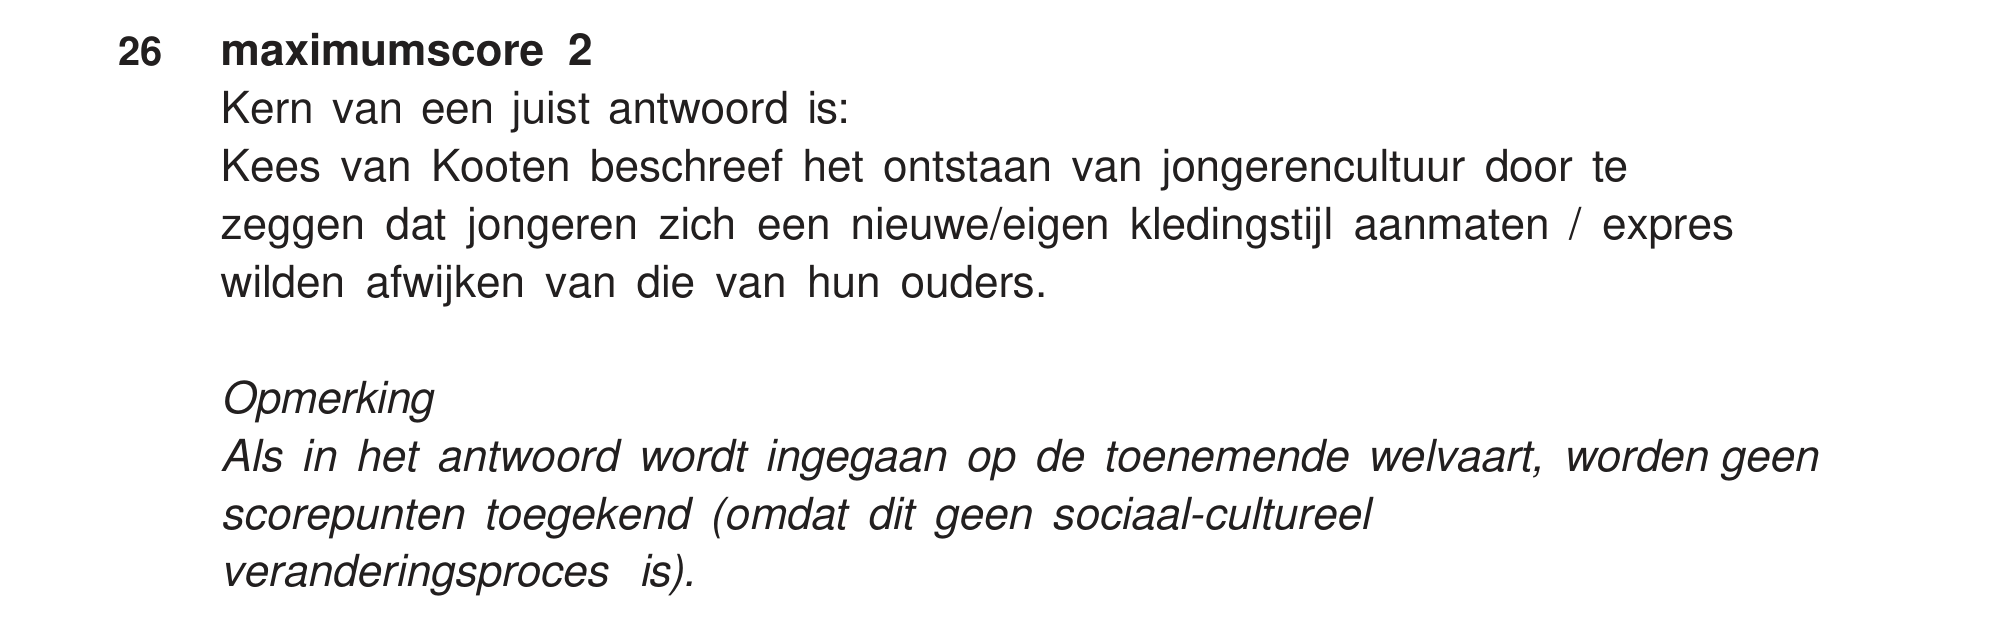 26 maximumscore 2
Kern van een juist antwoord is:
Kees van Kooten beschreef het ontstaan van jongerencultuur door te
zeggen dat jongeren zich een nieuwe/eigen kledingstijl aanmaten / expres
wilden afwijken van die van hun ouders.
Opmerking
Als in het antwoord wordt ingegaan op de toenemende welvaart, worden geen
scorepunten toegekend (omdat dit geen sociaal-cultureel
veranderingsproces is).